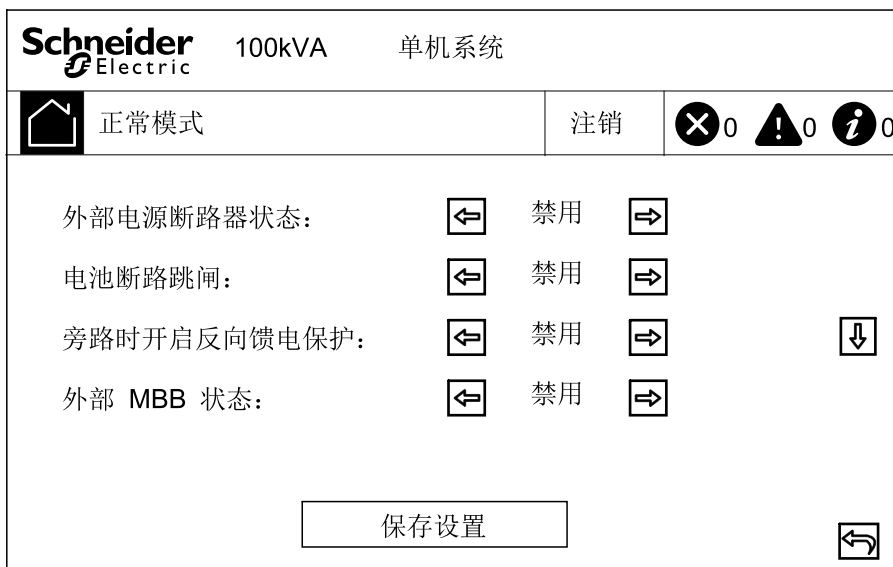 Schneider Electric 100kVA 单机系统
正常模式 注销 0 0 0
外部电源断路器状态： 禁用
电池断路跳闸： 禁用
旁路时开启反向馈电保护： 禁用
外部 MBB 状态： 禁用
保存设置